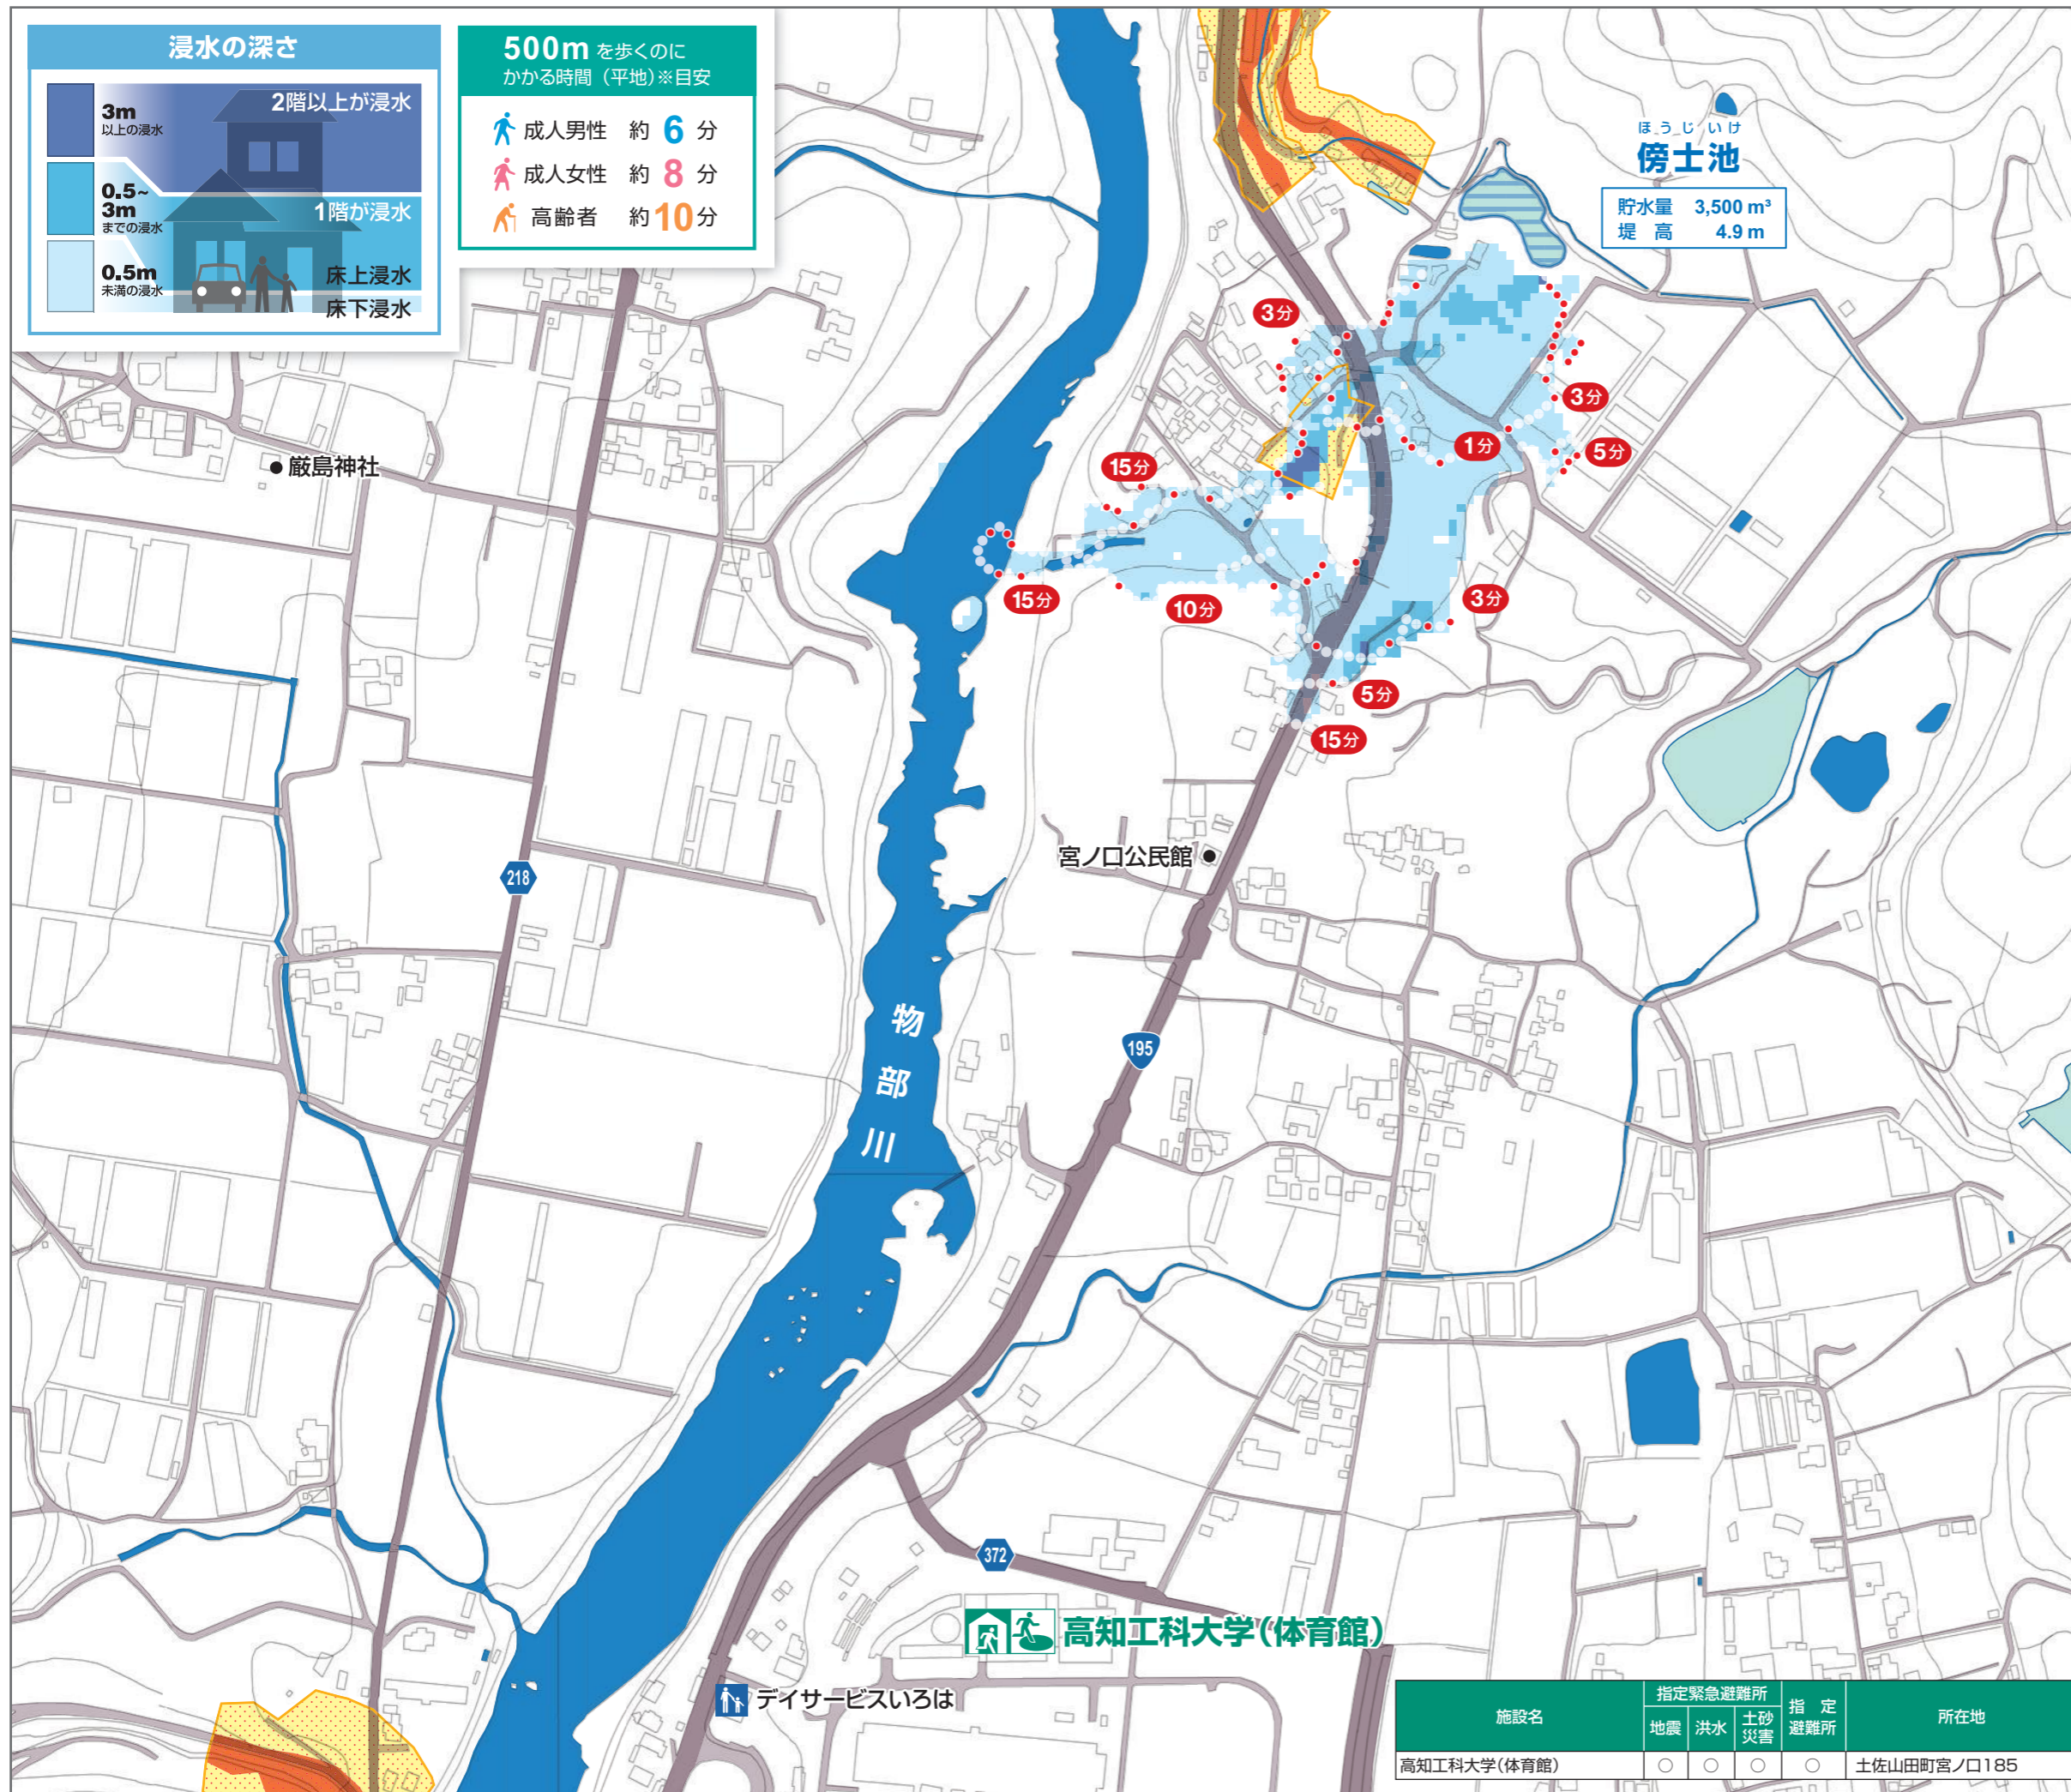 浸水の深さ
3m
以上の浸水
2階以上が浸水
0.5~
3m
までの浸水
1階が浸水
0.5m
未満の浸水
床上浸水
床下浸水
500m を歩くのに
かかる時間（平地）※目安
成人男性 約 6 分
成人女性 約 8 分
高齢者 約 10 分
ほうじいけ
傍士池
貯水量 3,500 m³
堤 高 4.9 m
3分
3分
1分
5分
15分
15分
10分
3分
5分
15分
厳島神社
218
宮ノ口公民館
物部川
195
372
高知工科大学（体育館）
デイサービスいろは
施設名
指定緊急避難所
地震
洪水
土砂
災害
指 定
避難所
所在地
高知工科大学（体育館） ○ ○ ○ ○ 土佐山田町宮ノ口185